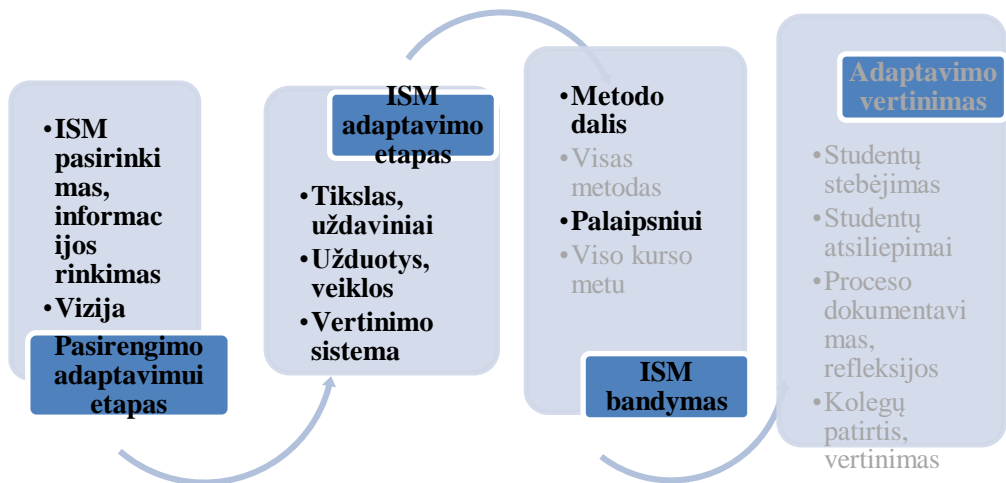 •ISM
pasirinki
mas,
informac
ijos
rinkimas
•Vizija
Pasirengimo
adaptavimui
etapas
ISM
adaptavimo
etapas
•Tikslas,
uždaviniai
•Užduotys,
veiklos
•Vertinimo
sistema
•Metodo
dalis
•Visas
metodas
•Palaipsniui
•Viso kurso
metu
ISM
bandymas
Adaptavimo
vertinimas
•Studentų
stebėjimas
•Studentų
atsiliepimai
•Proceso
dokumentavi
mas,
refleksijos
•Kolegų
patirtis,
vertinimas